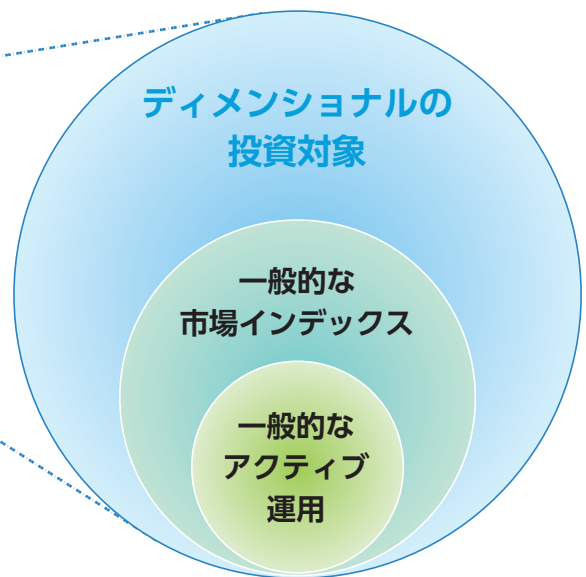 ディメンショナルの
投資対象
一般的な
市場インデックス
一般的な
アクティブ
運用